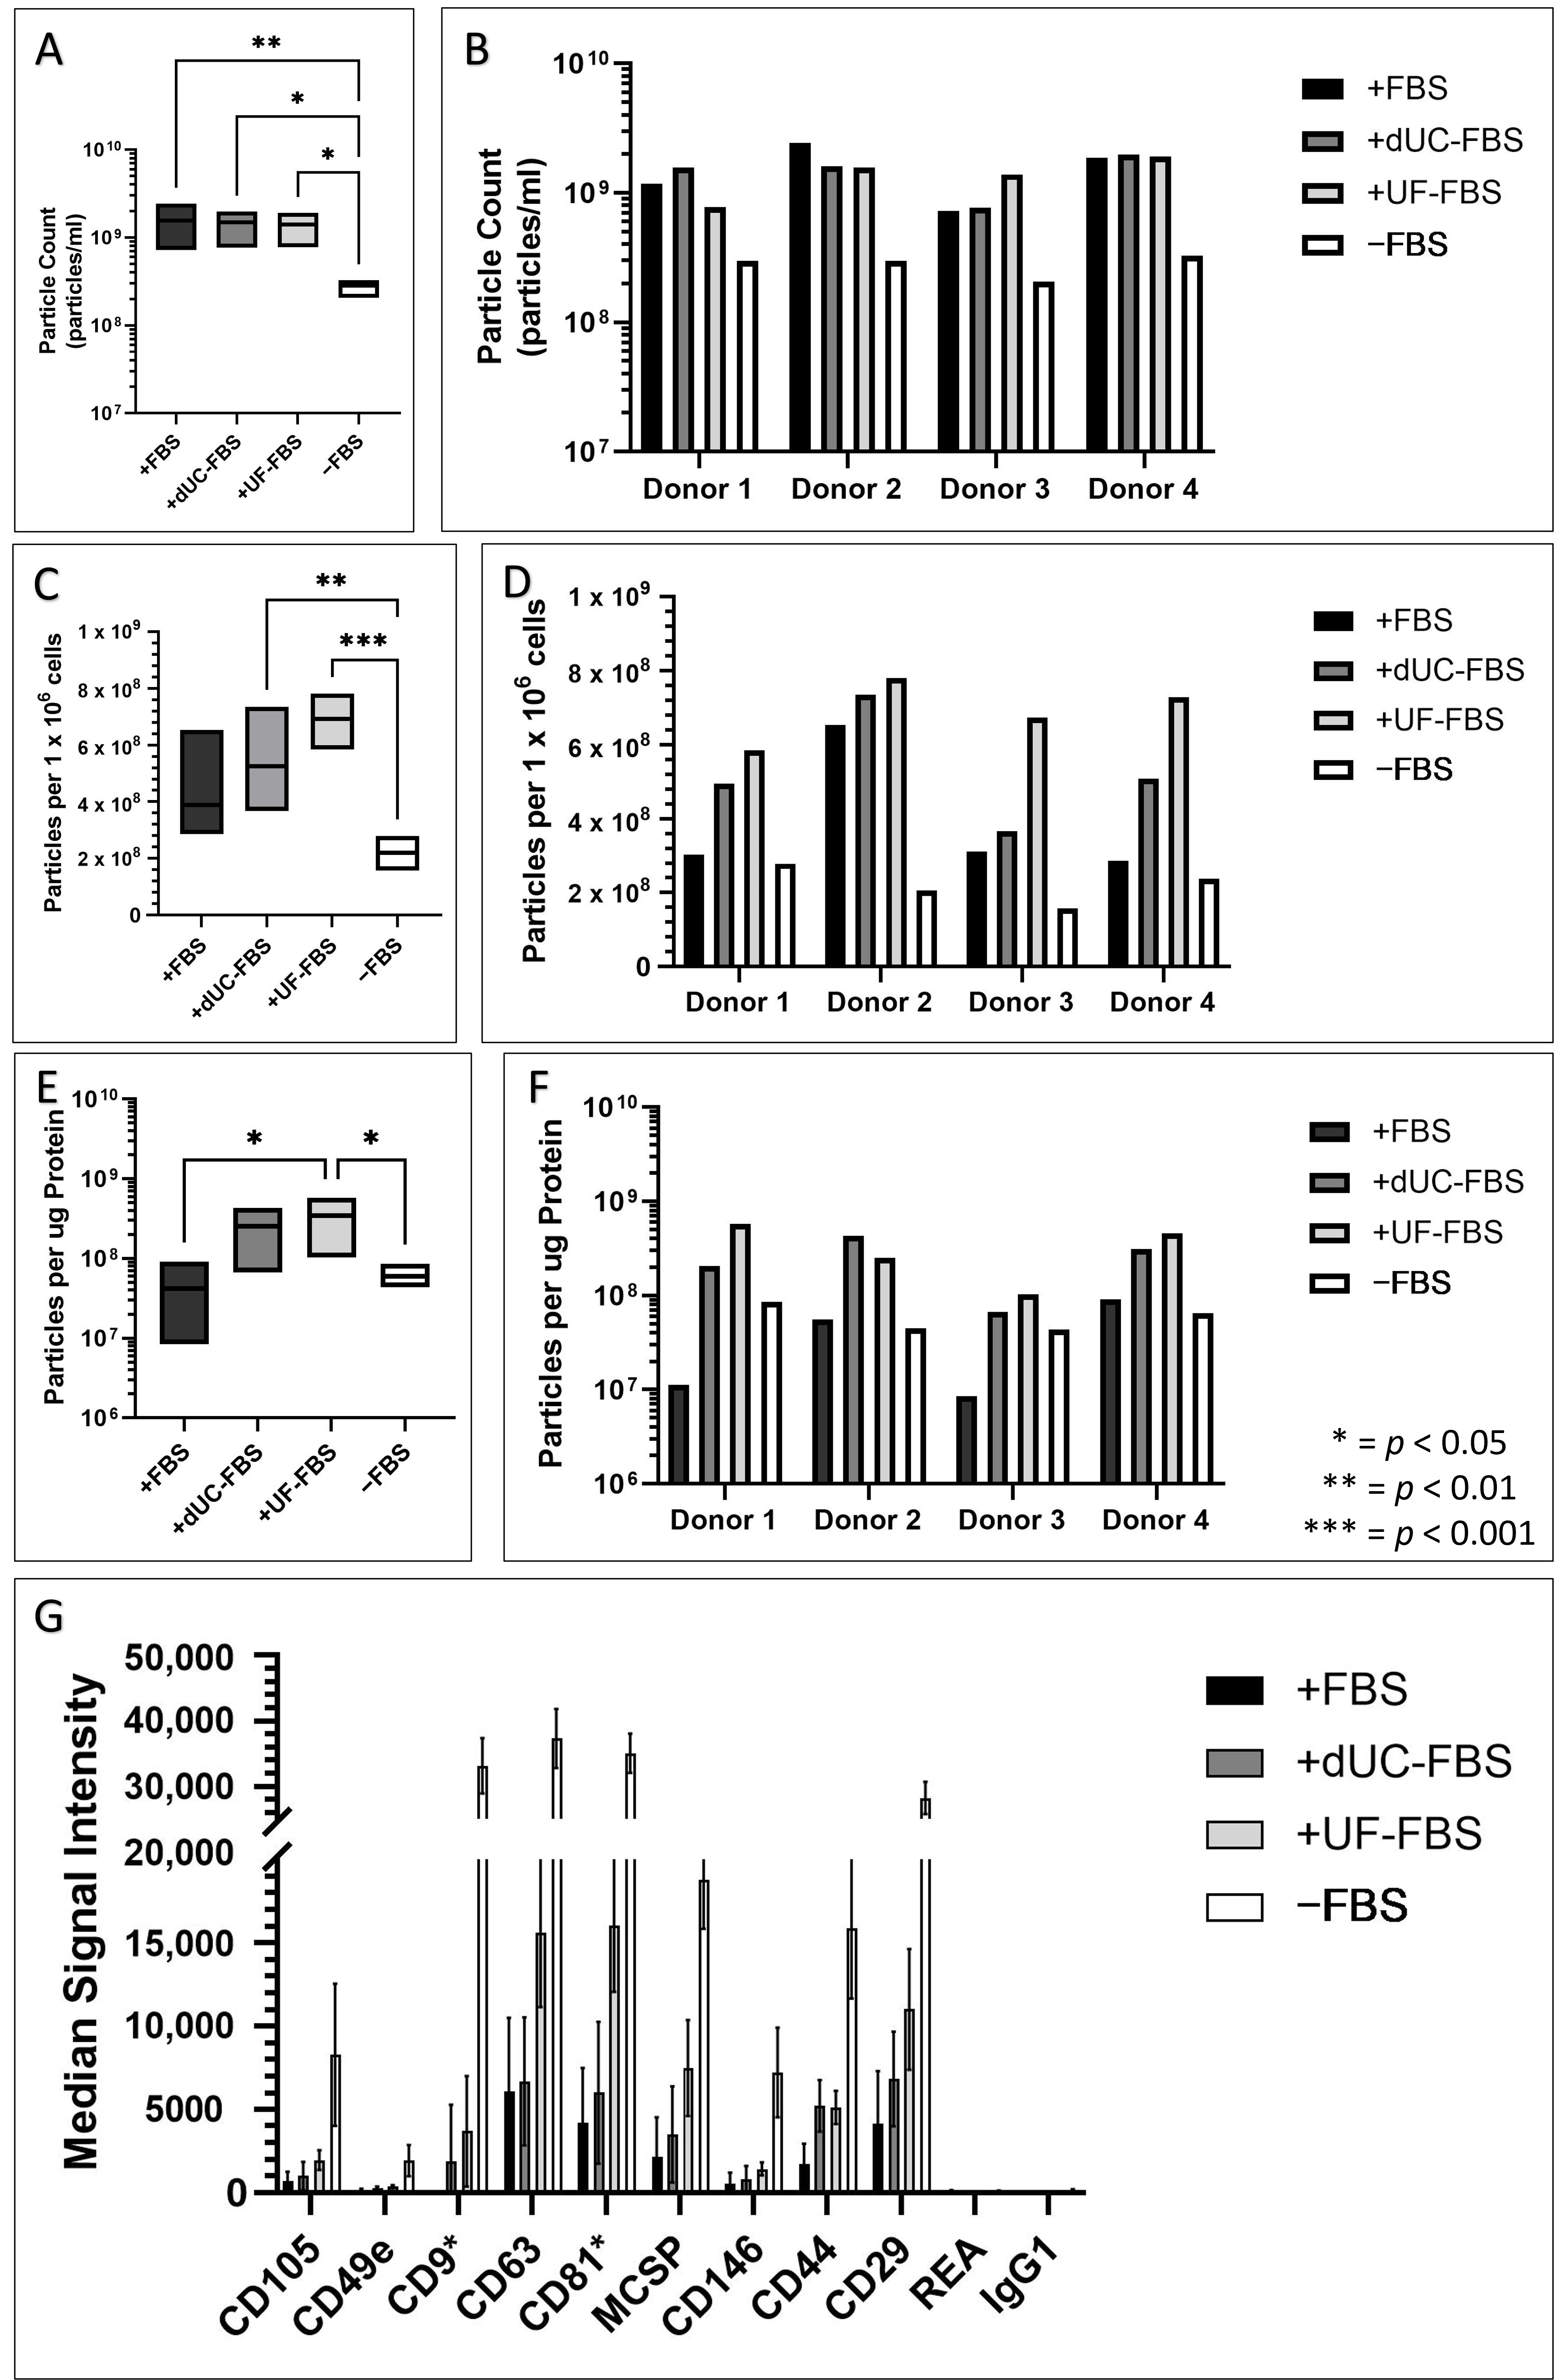 A
**
*
*
Particle Count
(particles/ml)
10^10
10^9
10^8
10^7
+FBS
+dUC-FBS
+UF-FBS
−FBS
B
Particle Count
(particles/ml)
10^10
10^9
10^8
10^7
Donor 1
Donor 2
Donor 3
Donor 4
+FBS
+dUC-FBS
+UF-FBS
−FBS
C
**
***
Particles per 1 x 10^6 cells
1 x 10^9
8 x 10^8
6 x 10^8
4 x 10^8
2 x 10^8
0
+FBS
+dUC-FBS
+UF-FBS
−FBS
D
Particles per 1 x 10^6 cells
1 x 10^9
8 x 10^8
6 x 10^8
4 x 10^8
2 x 10^8
0
Donor 1
Donor 2
Donor 3
Donor 4
+FBS
+dUC-FBS
+UF-FBS
−FBS
E
*
*
Particles per ug Protein
10^10
10^9
10^8
10^7
10^6
+FBS
+dUC-FBS
+UF-FBS
−FBS
F
Particles per ug Protein
10^10
10^9
10^8
10^7
10^6
Donor 1
Donor 2
Donor 3
Donor 4
+FBS
+dUC-FBS
+UF-FBS
−FBS
* = p < 0.05
** = p < 0.01
*** = p < 0.001
G
Median Signal Intensity
50,000
40,000
30,000
20,000
15,000
10,000
5000
0
CD105
CD49e
CD9*
CD63
CD81*
MCSP
CD146
CD44
CD29
REA
IgG1
+FBS
+dUC-FBS
+UF-FBS
−FBS